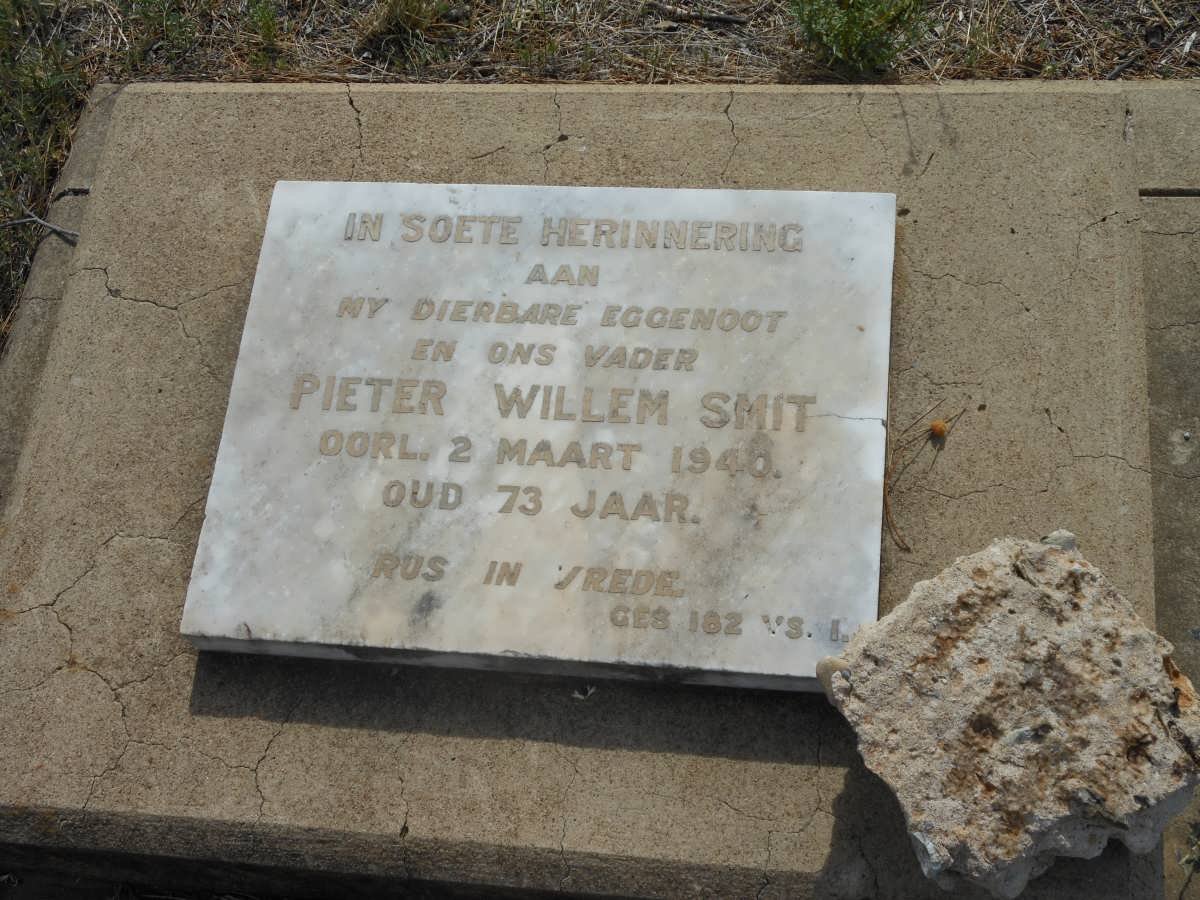 IN SOETE HERINNERING
AAN
MY DIERBARE EGGENOOT
EN ONS VADER
PIETER WILLEM SMIT
OORL. 2 MAART 1940.
OUD 73 JAAR.
RUS IN VREDE.
GES 182 VS. 1.